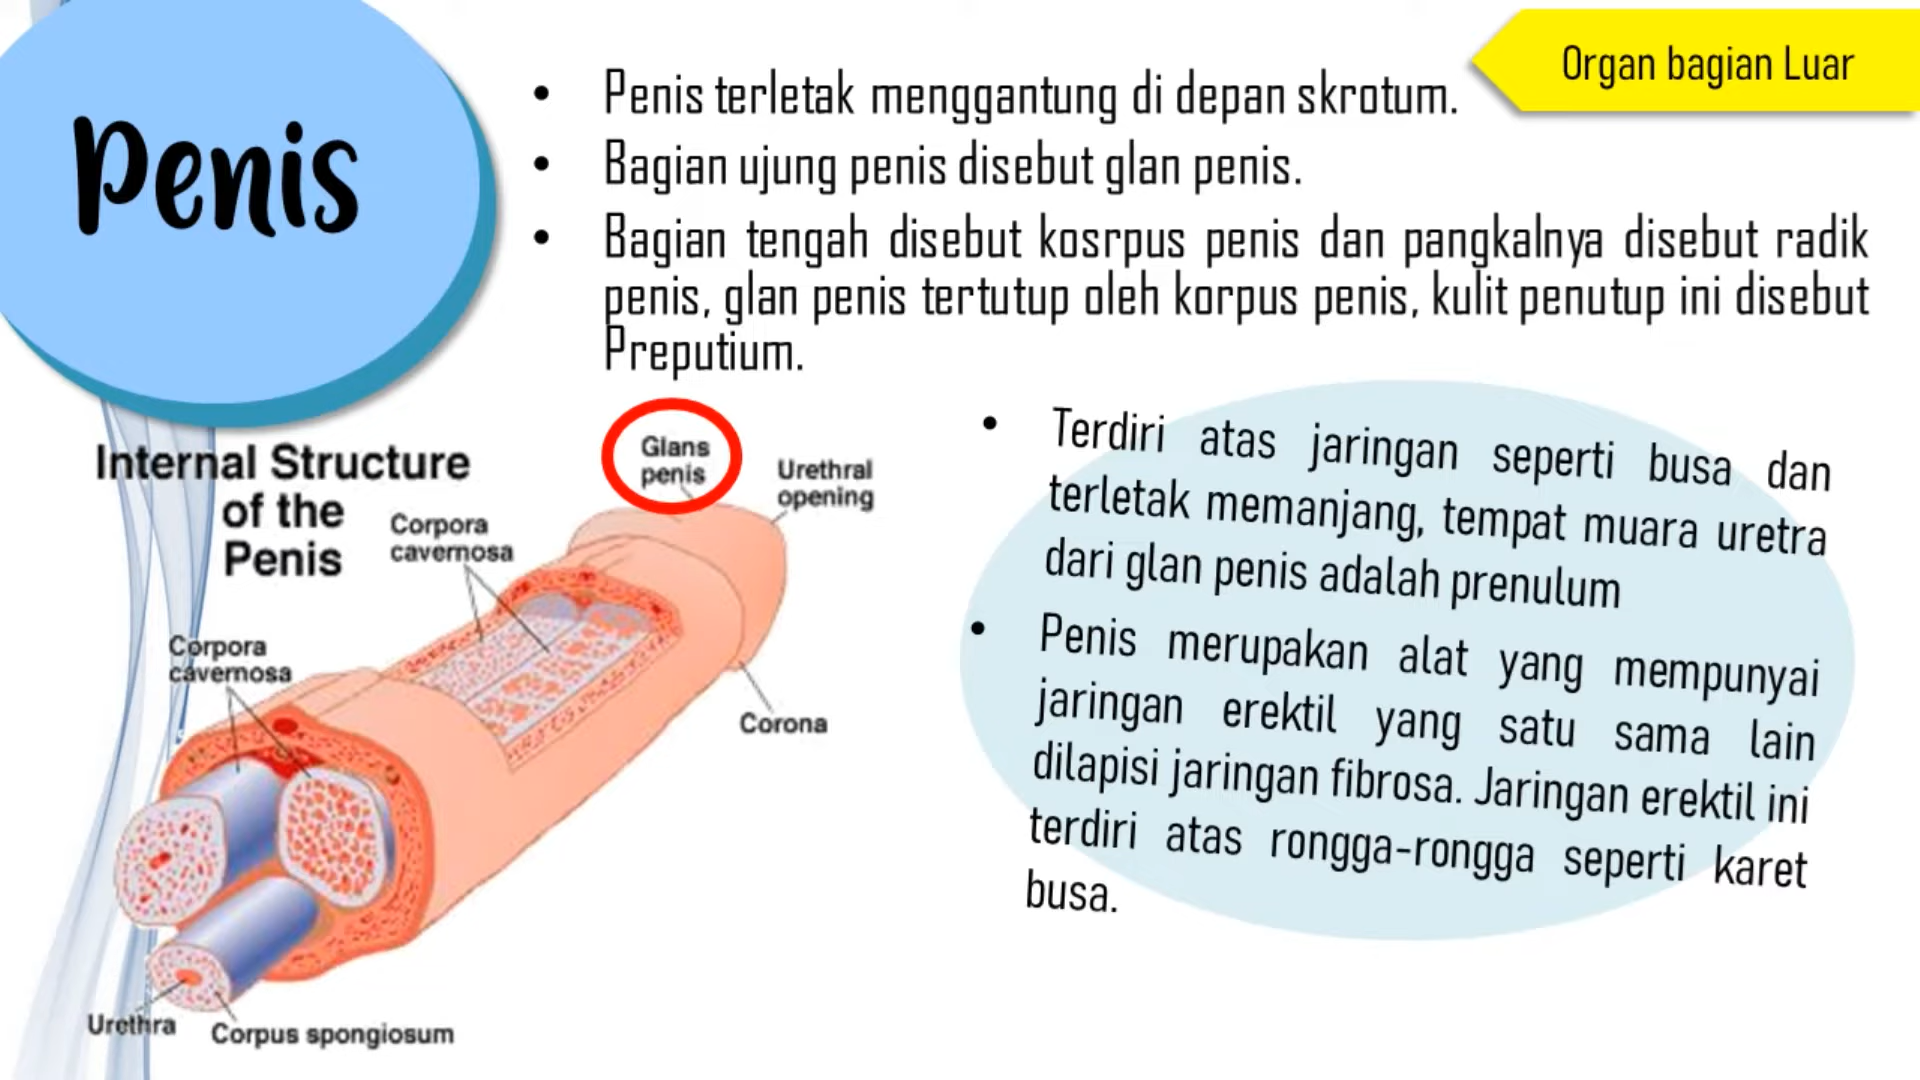 Penis
Organ bagian Luar
• Penis terletak menggantung di depan skrotum.
• Bagian ujung penis disebut glan penis.
• Bagian tengah disebut kosrpus penis dan pangkalnya disebut radik
penis, glan penis tertutup oleh korpus penis, kulit penutup ini disebut
Preputium.
Internal Structure
of the
Penis
Glans
penis
Urethral
opening
Corpora
cavernosa
Corpora
cavernosa
Corona
Urethra
Corpus spongiosum
• Terdiri atas jaringan seperti busa dan
terletak memanjang, tempat muara uretra
dari glan penis adalah prenulum
• Penis merupakan alat yang mempunyai
jaringan erektil yang satu sama lain
dilapisi jaringan fibrosa. Jaringan erektil ini
terdiri atas rongga-rongga seperti karet
busa.